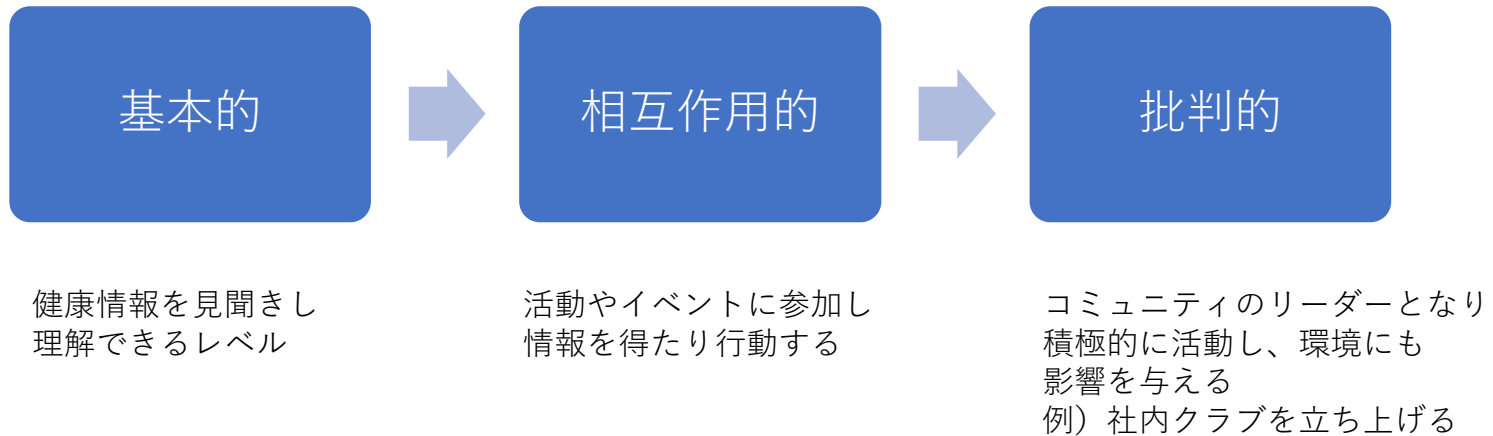 基本的
相互作用的
批判的
健康情報を見聞きし
理解できるレベル
活動やイベントに参加し
情報を得たり行動する
コミュニティのリーダーとなり
積極的に活動し、環境にも
影響を与える
例）社内クラブを立ち上げる